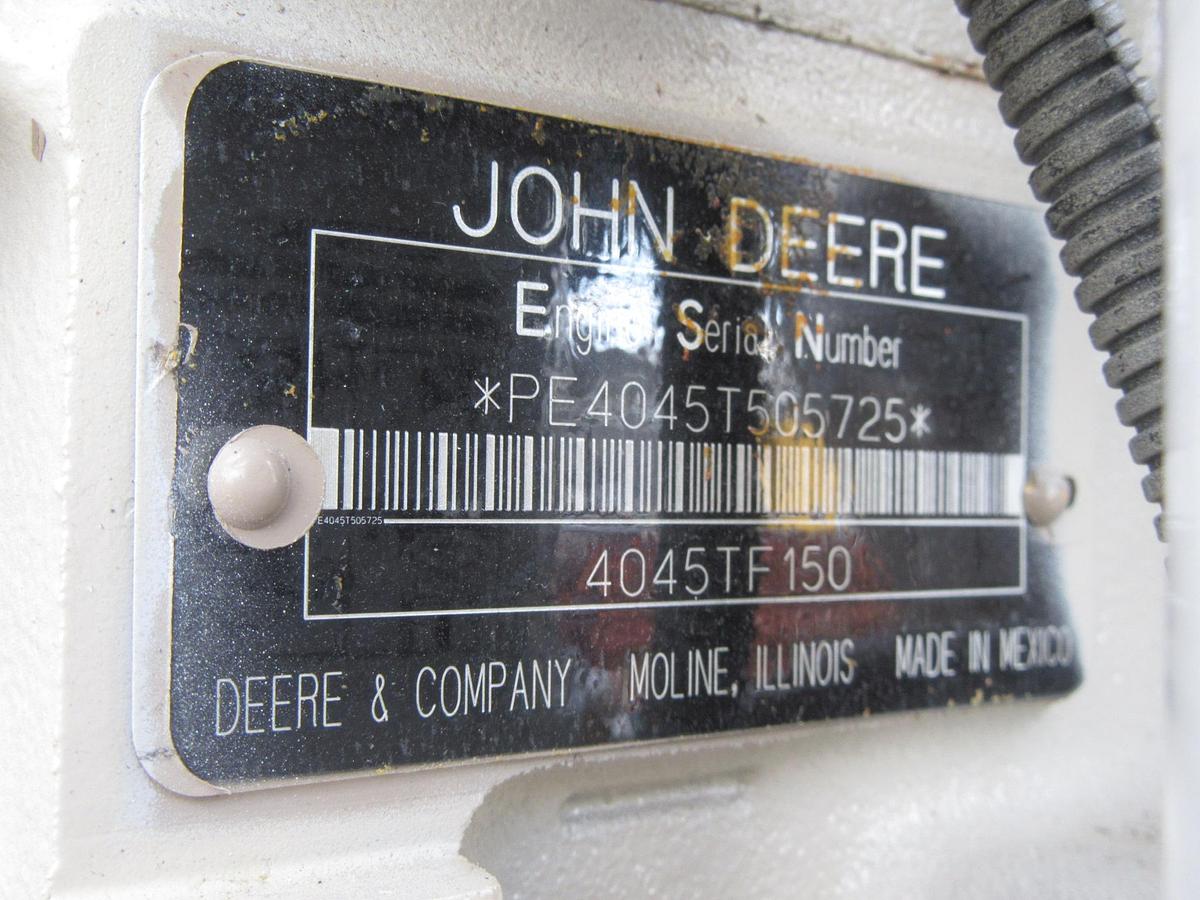 JOHN DEERE
Engine Serial Number
*PE4045T505725*
E4045T505725
4045TF150
DEERE & COMPANY MOLINE, ILLINOIS MADE IN MEXICO